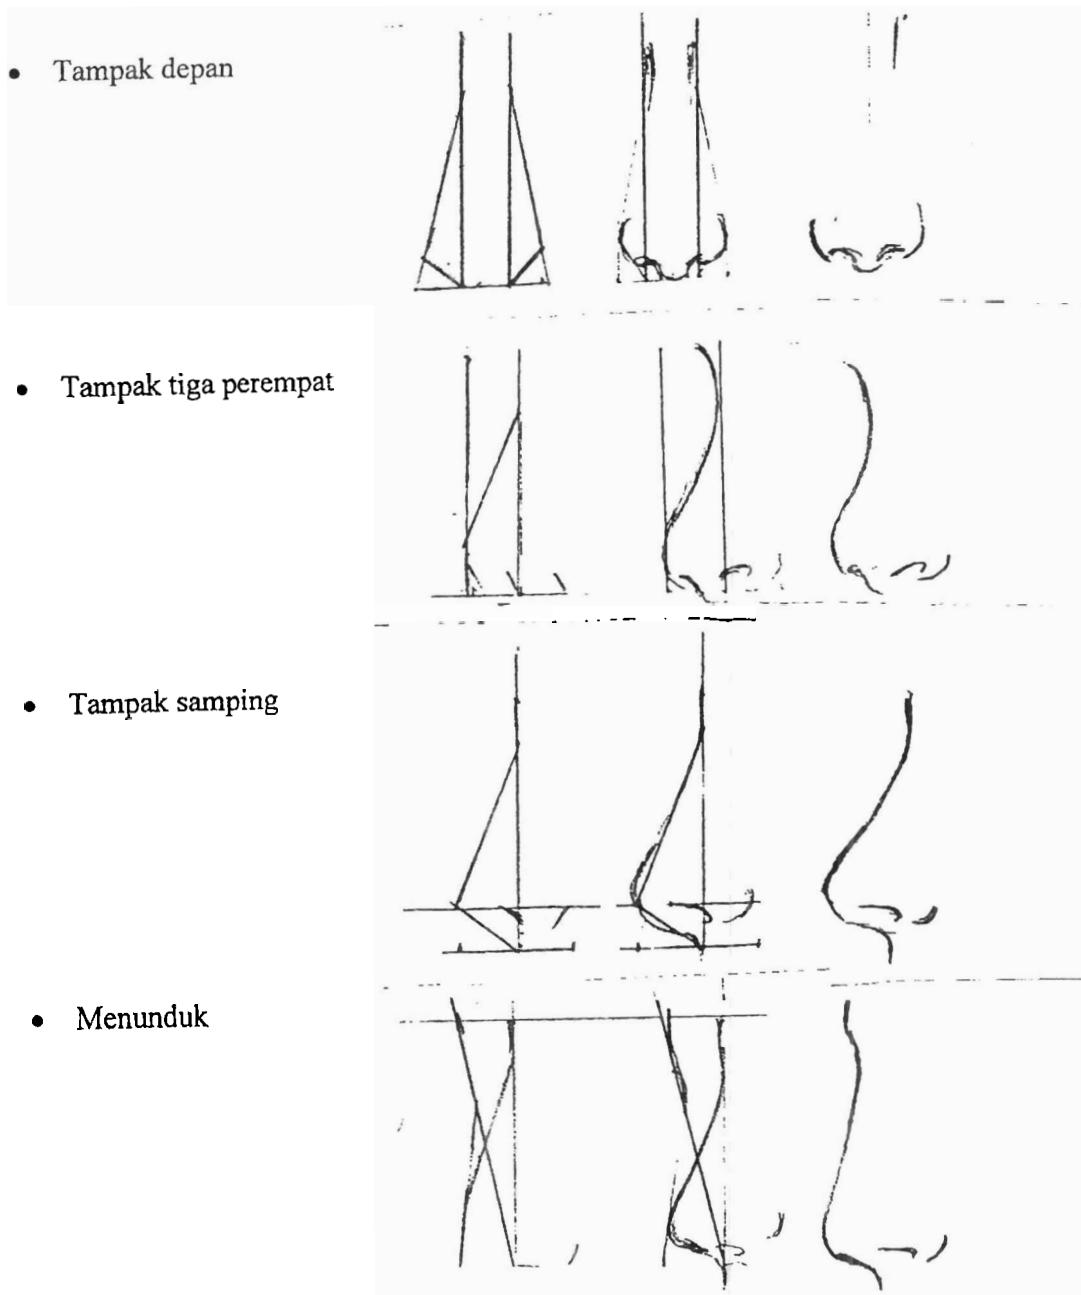 • Tampak depan
• Tampak tiga perempat
• Tampak samping
• Menunduk